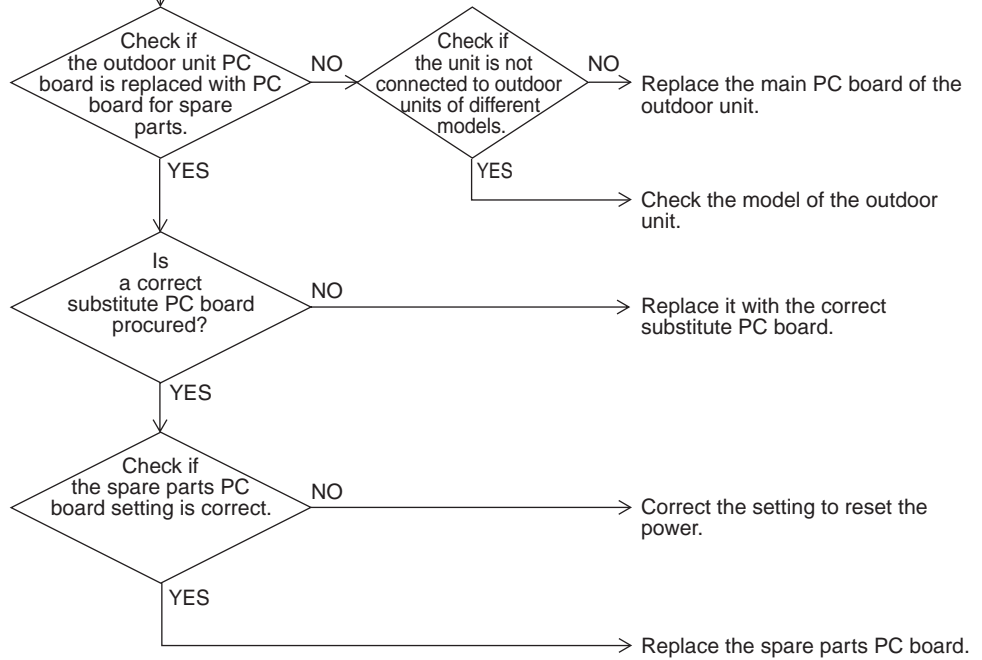 Check if
the outdoor unit PC
board is replaced with PC
board for spare
parts.
NO
Check if
the unit is not
connected to outdoor
units of different
models.
NO
Replace the main PC board of the
outdoor unit.
YES
YES
Check the model of the outdoor
unit.
Is
a correct
substitute PC board
procured?
NO
Replace it with the correct
substitute PC board.
YES
Check if
the spare parts PC
board setting is correct.
NO
Correct the setting to reset the
power.
YES
Replace the spare parts PC board.